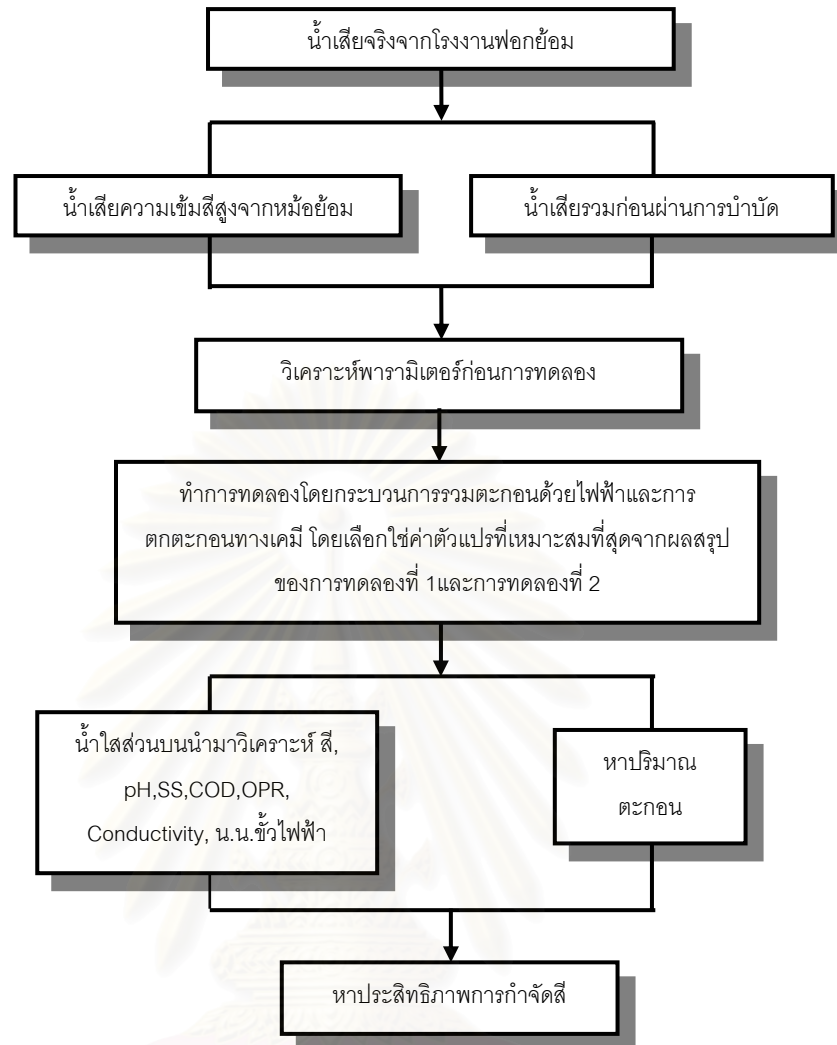 น้ำเสียจริงจากโรงงานฟอกย้อม
น้ำเสียความเข้มสีสูงจากหม้อย้อม
น้ำเสียรวมก่อนผ่านการบำบัด
วิเคราะห์พารามิเตอร์ก่อนการทดลอง
ทำการทดลองโดยกระบวนการรวมตะกอนด้วยไฟฟ้าและการ
ตกตะกอนทางเคมี โดยเลือกใช้ค่าตัวแปรที่เหมาะสมที่สุดจากผลสรุป
ของการทดลองที่ 1และการทดลองที่ 2
น้ำใสส่วนบนนำมาวิเคราะห์ สี,
pH,SS,COD,OPR,
Conductivity, น.น.ขั้วไฟฟ้า
หาปริมาณ
ตะกอน
หาประสิทธิภาพการกำจัดสี